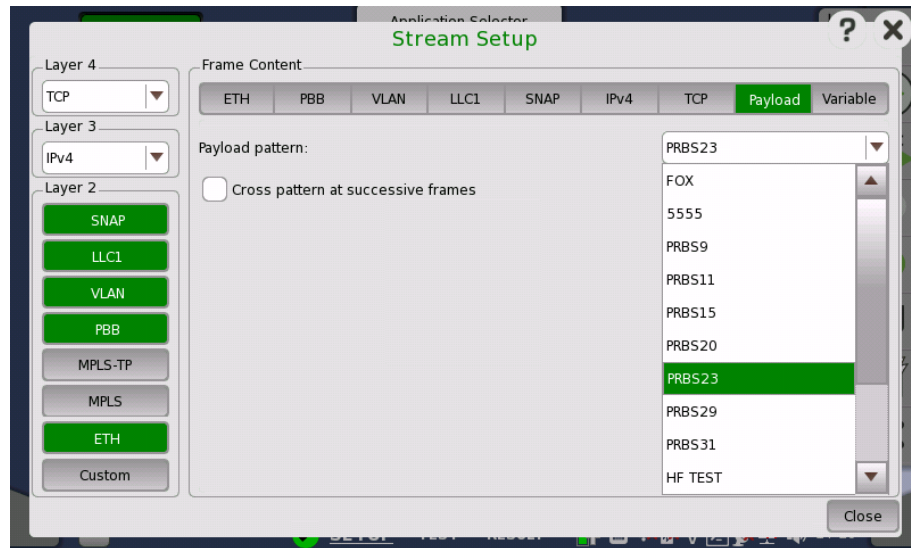 Stream Setup
?
Layer 4
TCP
Layer 3
IPv4
Layer 2
SNAP
LLC1
VLAN
PBB
MPLS-TP
MPLS
ETH
Custom
Frame Content
ETH PBB VLAN LLC1 SNAP IPv4 TCP Payload Variable
Payload pattern:
PRBS23
Cross pattern at successive frames
FOX
5555
PRBS9
PRBS11
PRBS15
PRBS20
PRBS23
PRBS29
PRBS31
HF TEST
Close